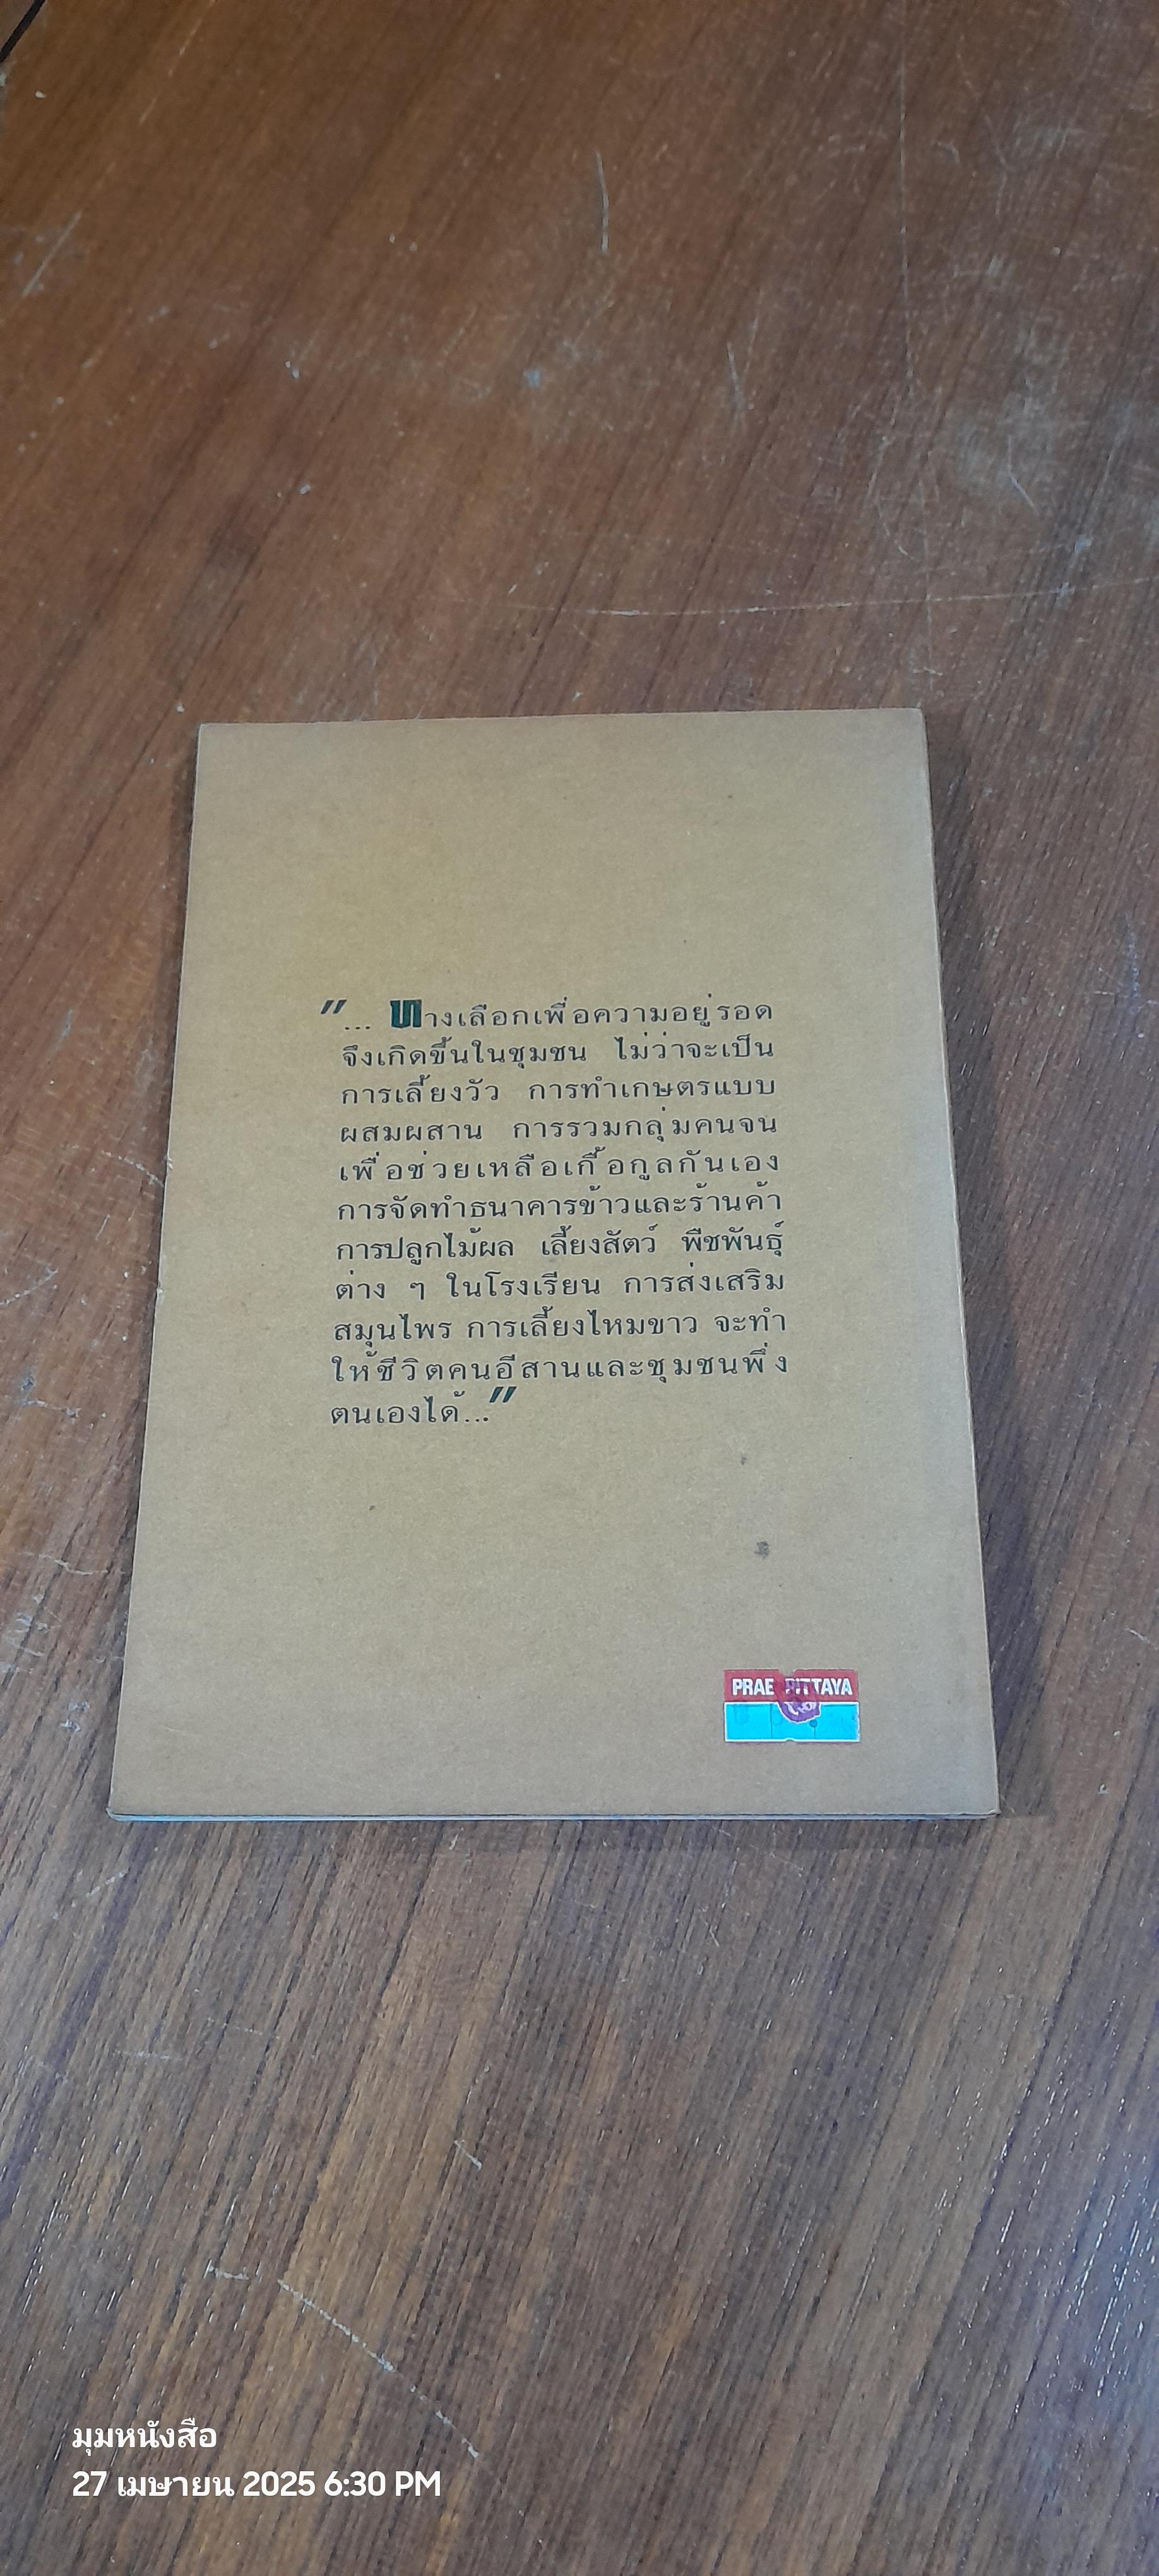 "... ทางเลือกเพื่อความอยู่รอด
จึงเกิดขึ้นในชุมชน ไม่ว่าจะเป็น
การเลี้ยงวัว การทำเกษตรแบบ
ผสมผสาน การรวมกลุ่มคนจน
เพื่อช่วยเหลือเกื้อกูลกันเอง
การจัดทำธนาคารข้าวและร้านค้า
การปลูกไม้ผล เลี้ยงสัตว์ พืชพันธุ์
ต่าง ๆ ในโรงเรียน การส่งเสริม
สมุนไพร การเลี้ยงไหมขาว จะทำ
ให้ชีวิตคนอีสานและชุมชนพึ่ง
ตนเองได้..."
PRAE PITTAYA
มุมหนังสือ
27 เมษายน 2025 6:30 PM